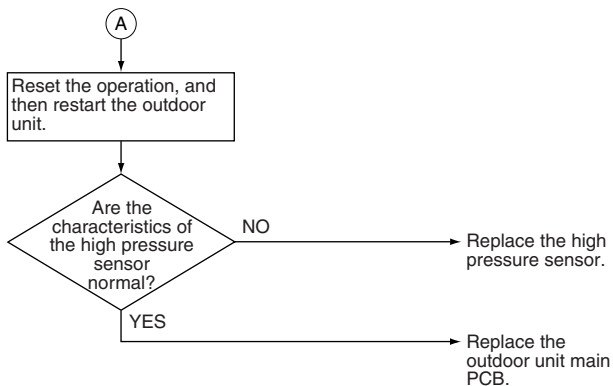 A
Reset the operation, and
then restart the outdoor
unit.
Are the
characteristics of
the high pressure
sensor
normal?
NO
Replace the high
pressure sensor.
YES
Replace the
outdoor unit main
PCB.